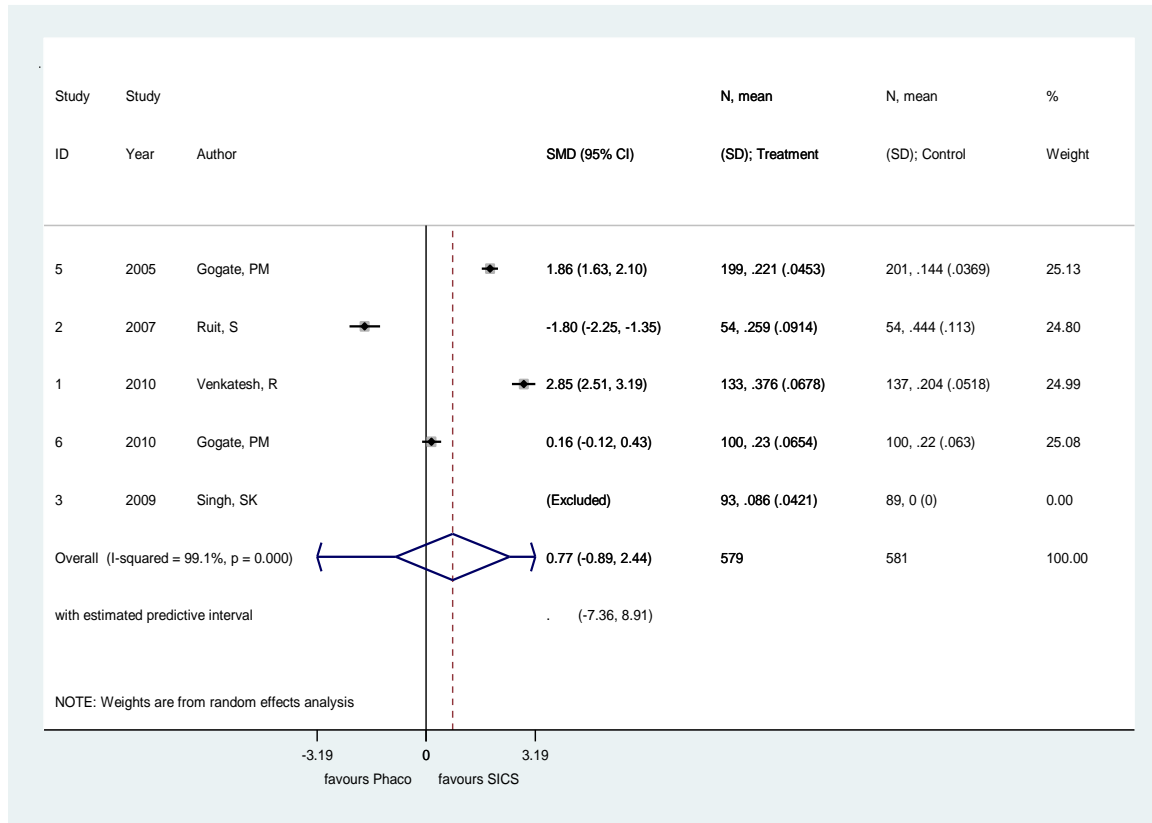 Study Study N, mean N, mean %
ID Year Author SMD (95% CI) (SD); Treatment (SD); Control Weight
5 2005 Gogate, PM 1.86 (1.63, 2.10) 199, .221 (.0453) 201, .144 (.0369) 25.13
2 2007 Ruit, S -1.80 (-2.25, -1.35) 54, .259 (.0914) 54, .444 (.113) 24.80
1 2010 Venkatesh, R 2.85 (2.51, 3.19) 133, .376 (.0678) 137, .204 (.0518) 24.99
6 2010 Gogate, PM 0.16 (-0.12, 0.43) 100, .23 (.0654) 100, .22 (.063) 25.08
3 2009 Singh, SK (Excluded) 93, .086 (.0421) 89, 0 (0) 0.00
Overall (I-squared = 99.1%, p = 0.000) 0.77 (-0.89, 2.44) 579 581 100.00
with estimated predictive interval . (-7.36, 8.91)
NOTE: Weights are from random effects analysis
-3.19 0 3.19
favours Phaco favours SICS